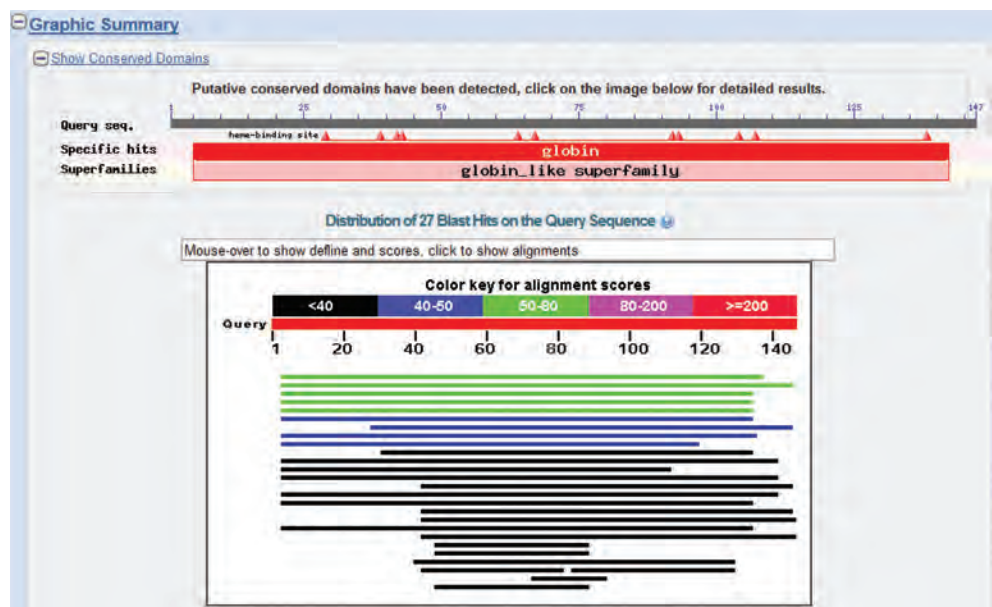 Graphic Summary
Show Conserved Domains
Putative conserved domains have been detected, click on the image below for detailed results.
1 25 50 75 100 125 147
Query seq.
heme-binding site
Specific hits globin
Superfamilies globin_like superfamily
Distribution of 27 Blast Hits on the Query Sequence
Mouse-over to show defline and scores, click to show alignments
Color key for alignment scores
<40 40-50 50-80 80-200 >=200
Query
1 20 40 60 80 100 120 140